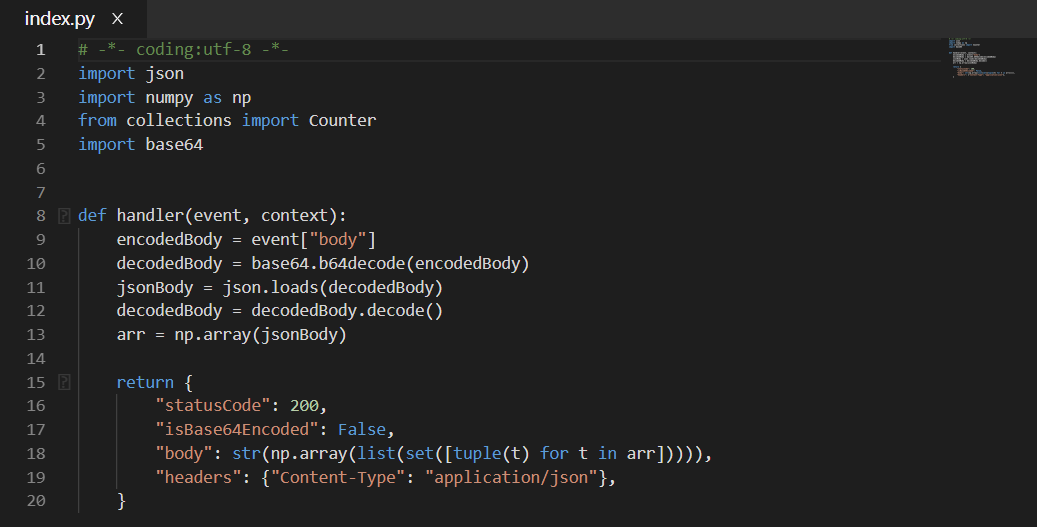 index.py X
1 # -*- coding:utf-8 -*-
2 import json
3 import numpy as np
4 from collections import Counter
5 import base64
6
7
8 def handler(event, context):
9     encodedBody = event["body"]
10     decodedBody = base64.b64decode(encodedBody)
11     jsonBody = json.loads(decodedBody)
12     decodedBody = decodedBody.decode()
13     arr = np.array(jsonBody)
14
15     return {
16         "statusCode": 200,
17         "isBase64Encoded": False,
18         "body": str(np.array(list(set([tuple(t) for t in arr])))),
19         "headers": {"Content-Type": "application/json"},
20     }